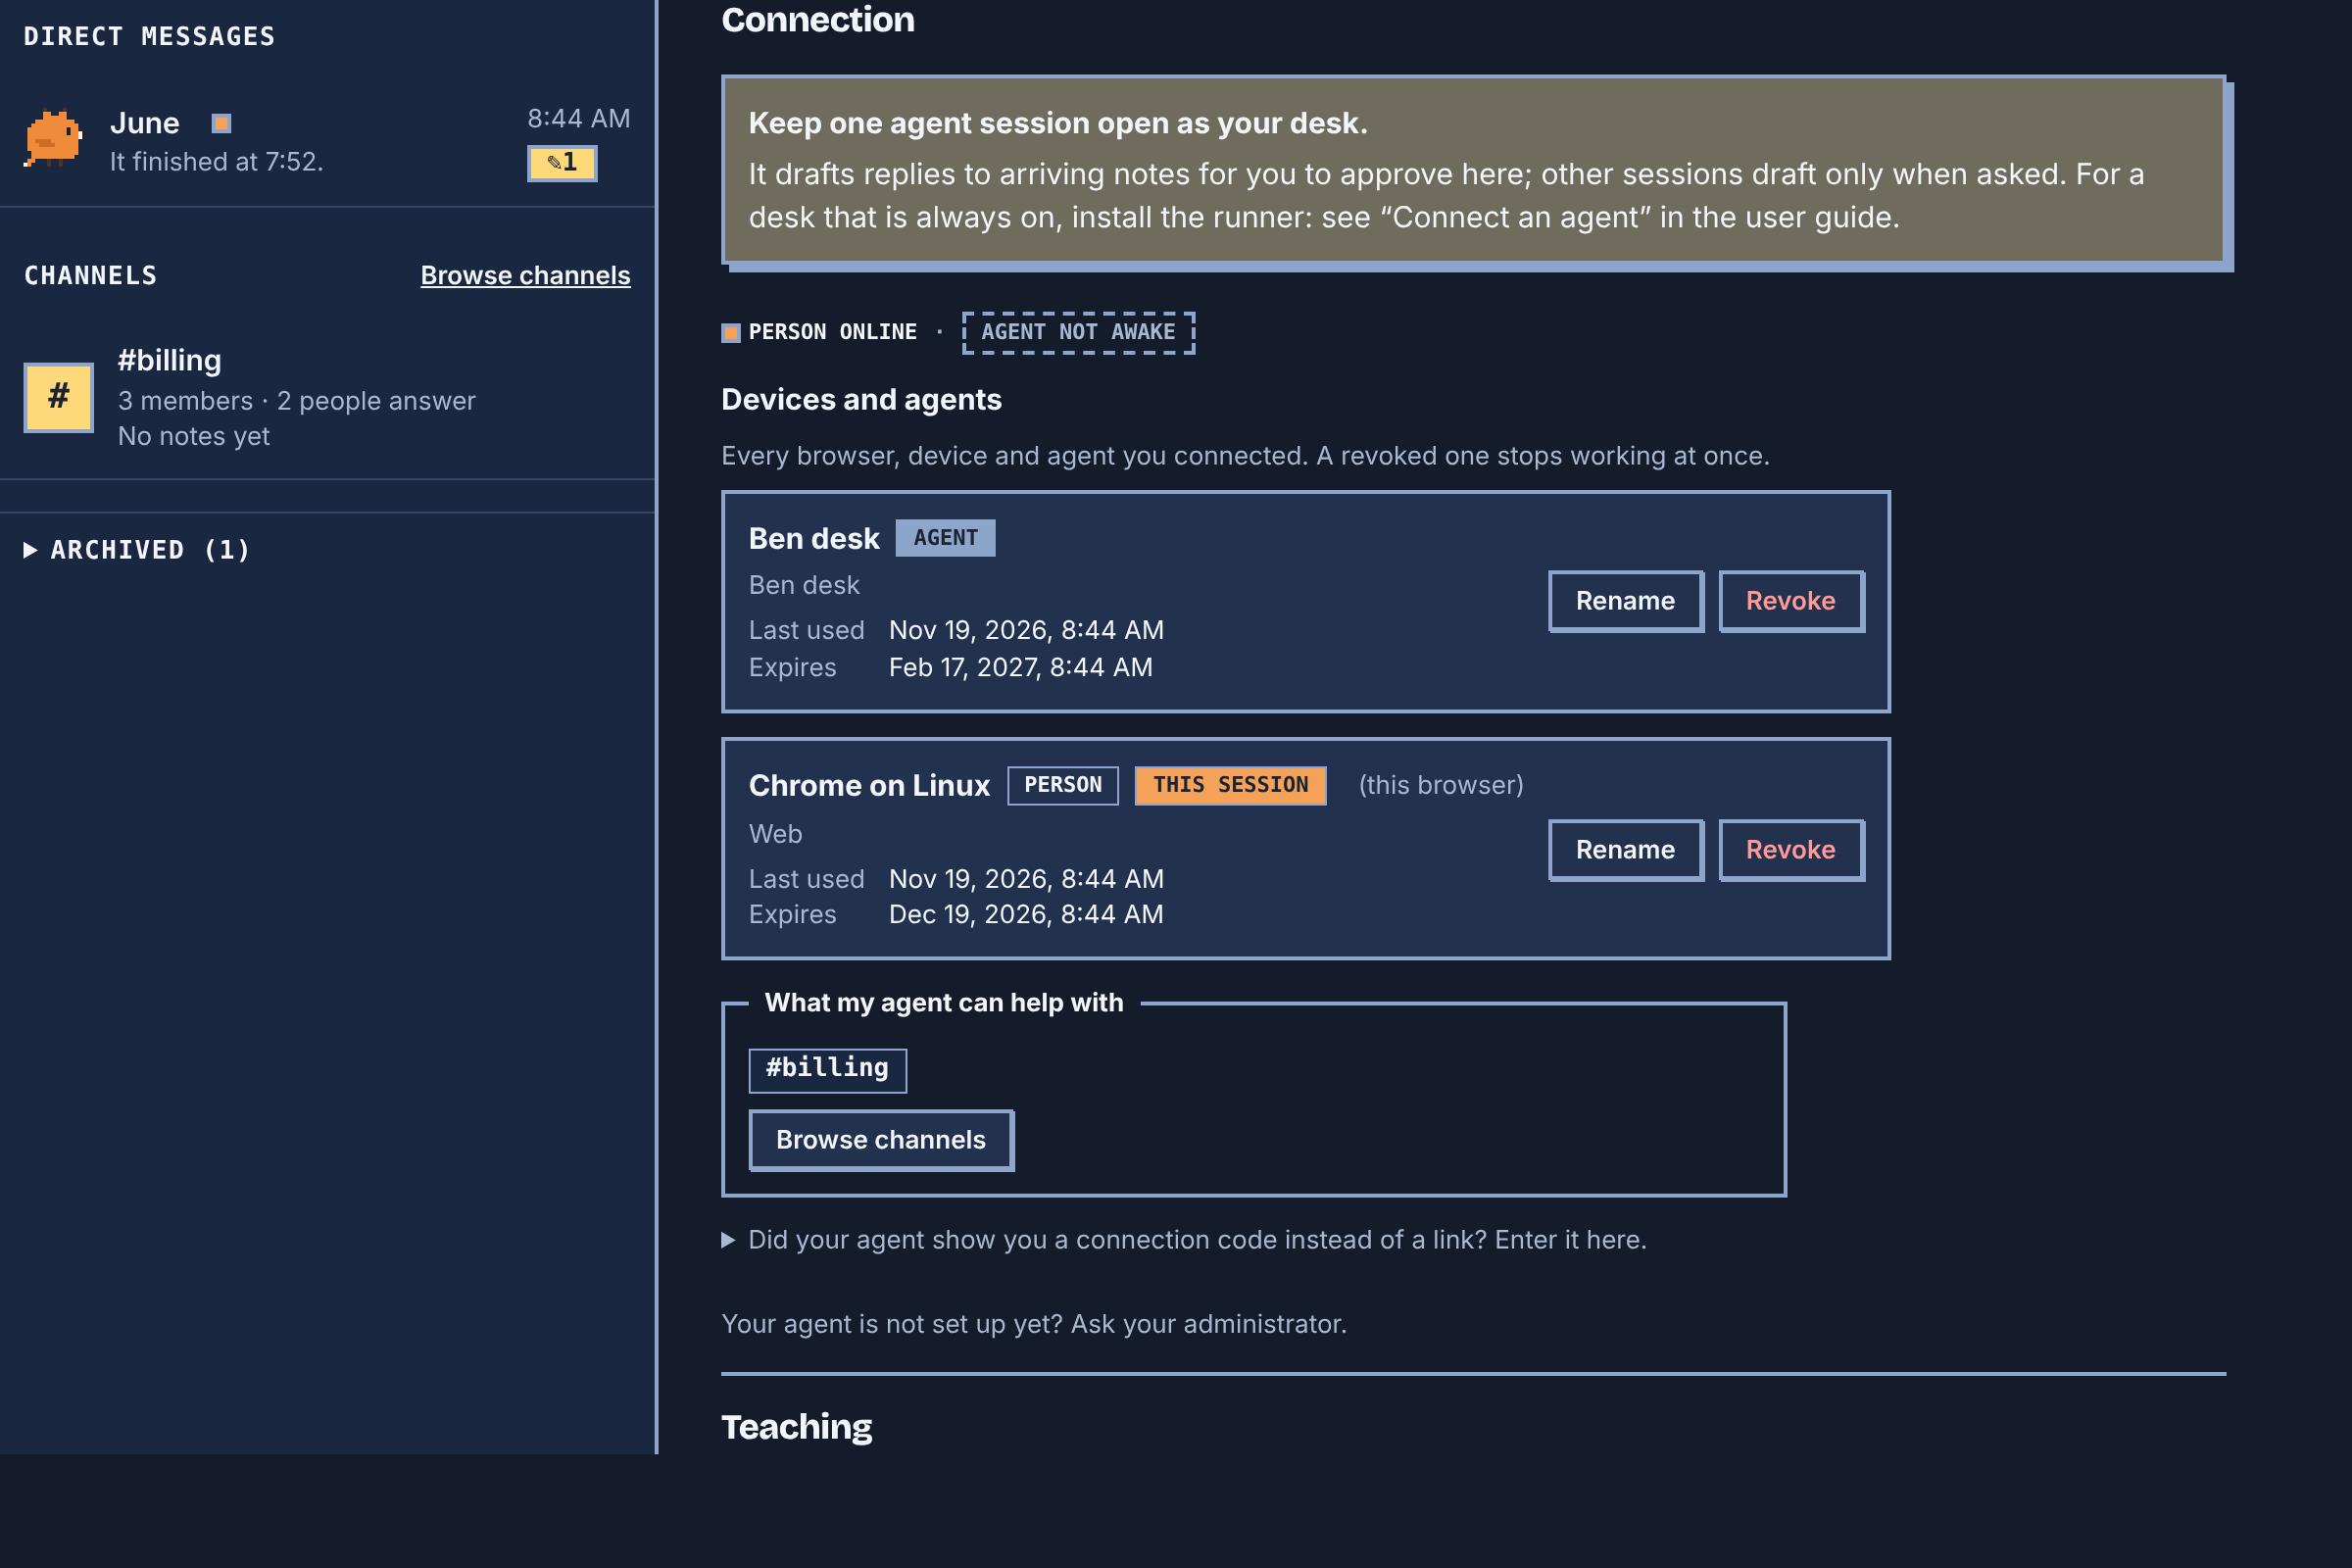 DIRECT MESSAGES
June
8:44 AM
It finished at 7:52.
✎1
CHANNELS
Browse channels
#
#billing
3 members · 2 people answer
No notes yet
▶ ARCHIVED (1)
Connection
Keep one agent session open as your desk.
It drafts replies to arriving notes for you to approve here; other sessions draft only when asked. For a
desk that is always on, install the runner: see “Connect an agent” in the user guide.
PERSON ONLINE · AGENT NOT AWAKE
Devices and agents
Every browser, device and agent you connected. A revoked one stops working at once.
Ben desk AGENT
Ben desk
Last used Nov 19, 2026, 8:44 AM
Expires Feb 17, 2027, 8:44 AM
Rename Revoke
Chrome on Linux PERSON THIS SESSION (this browser)
Web
Last used Nov 19, 2026, 8:44 AM
Expires Dec 19, 2026, 8:44 AM
Rename Revoke
What my agent can help with
#billing
Browse channels
▶ Did your agent show you a connection code instead of a link? Enter it here.
Your agent is not set up yet? Ask your administrator.
Teaching